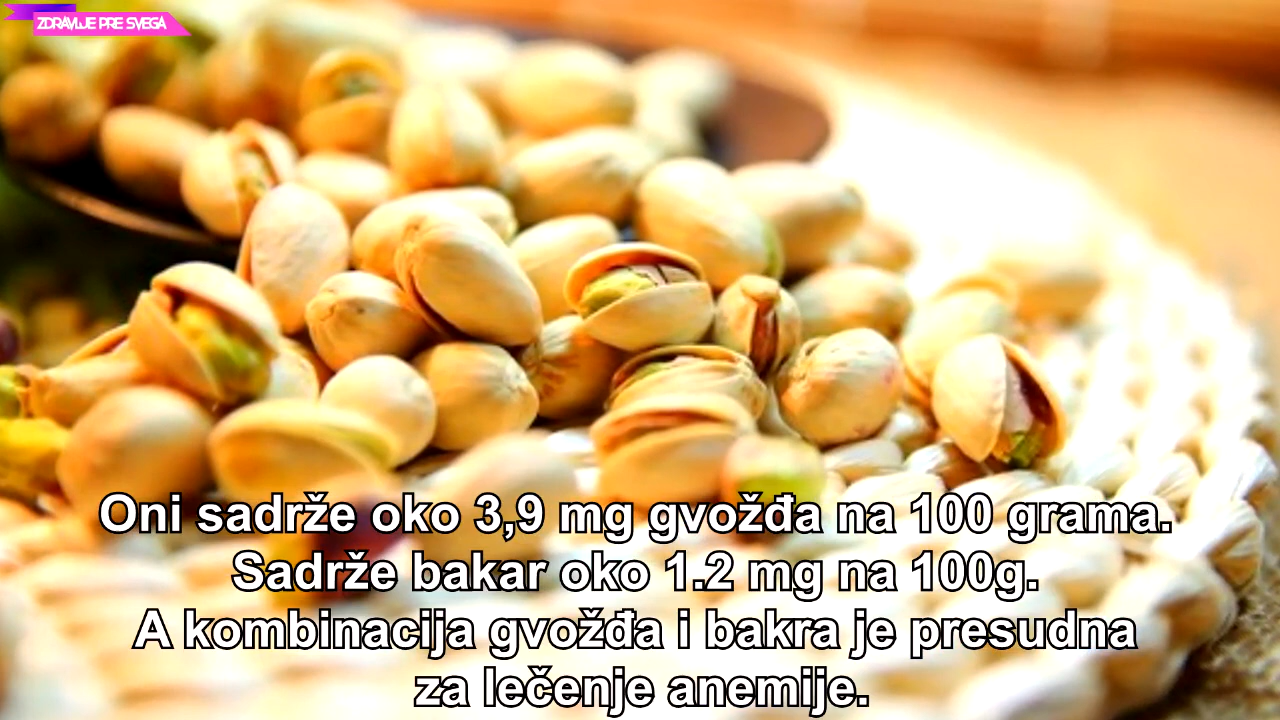 ZDRAVLJE PRE SVEGA
Oni sadrže oko 3,9 mg gvožđa na 100 grama.
Sadrže bakar oko 1.2 mg na 100g.
A kombinacija gvožđa i bakra je presudna
za lečenje anemije.